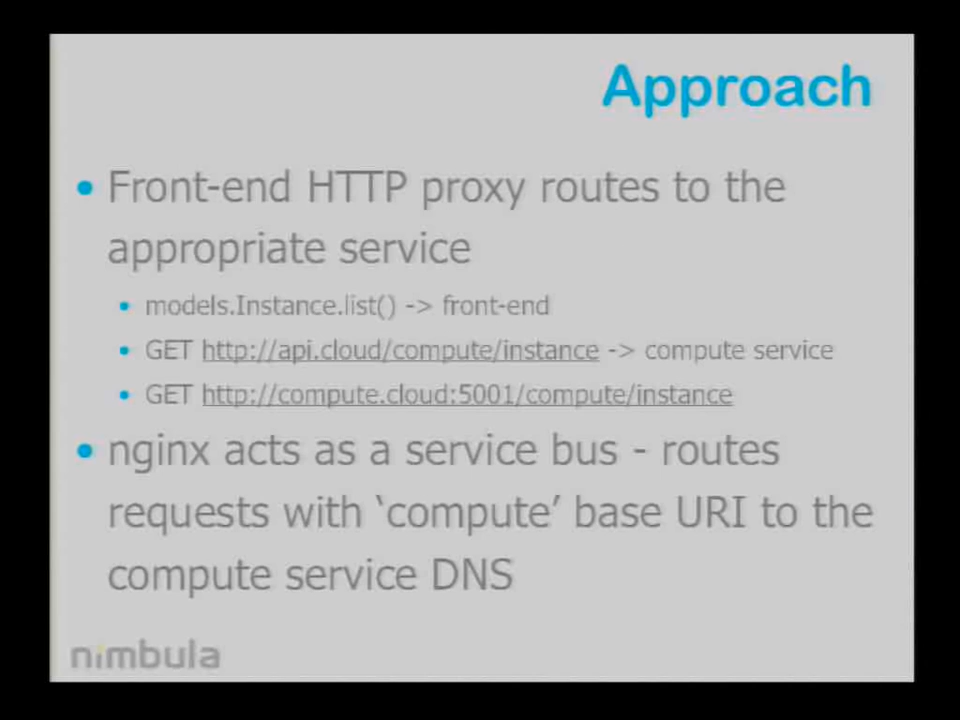 Approach
• Front-end HTTP proxy routes to the
appropriate service
• models.Instance.list() -> front-end
• GET http://api.cloud/compute/instance -> compute service
• GET http://compute.cloud:5001/compute/instance
• nginx acts as a service bus - routes
requests with ‘compute’ base URI to the
compute service DNS
nimbula